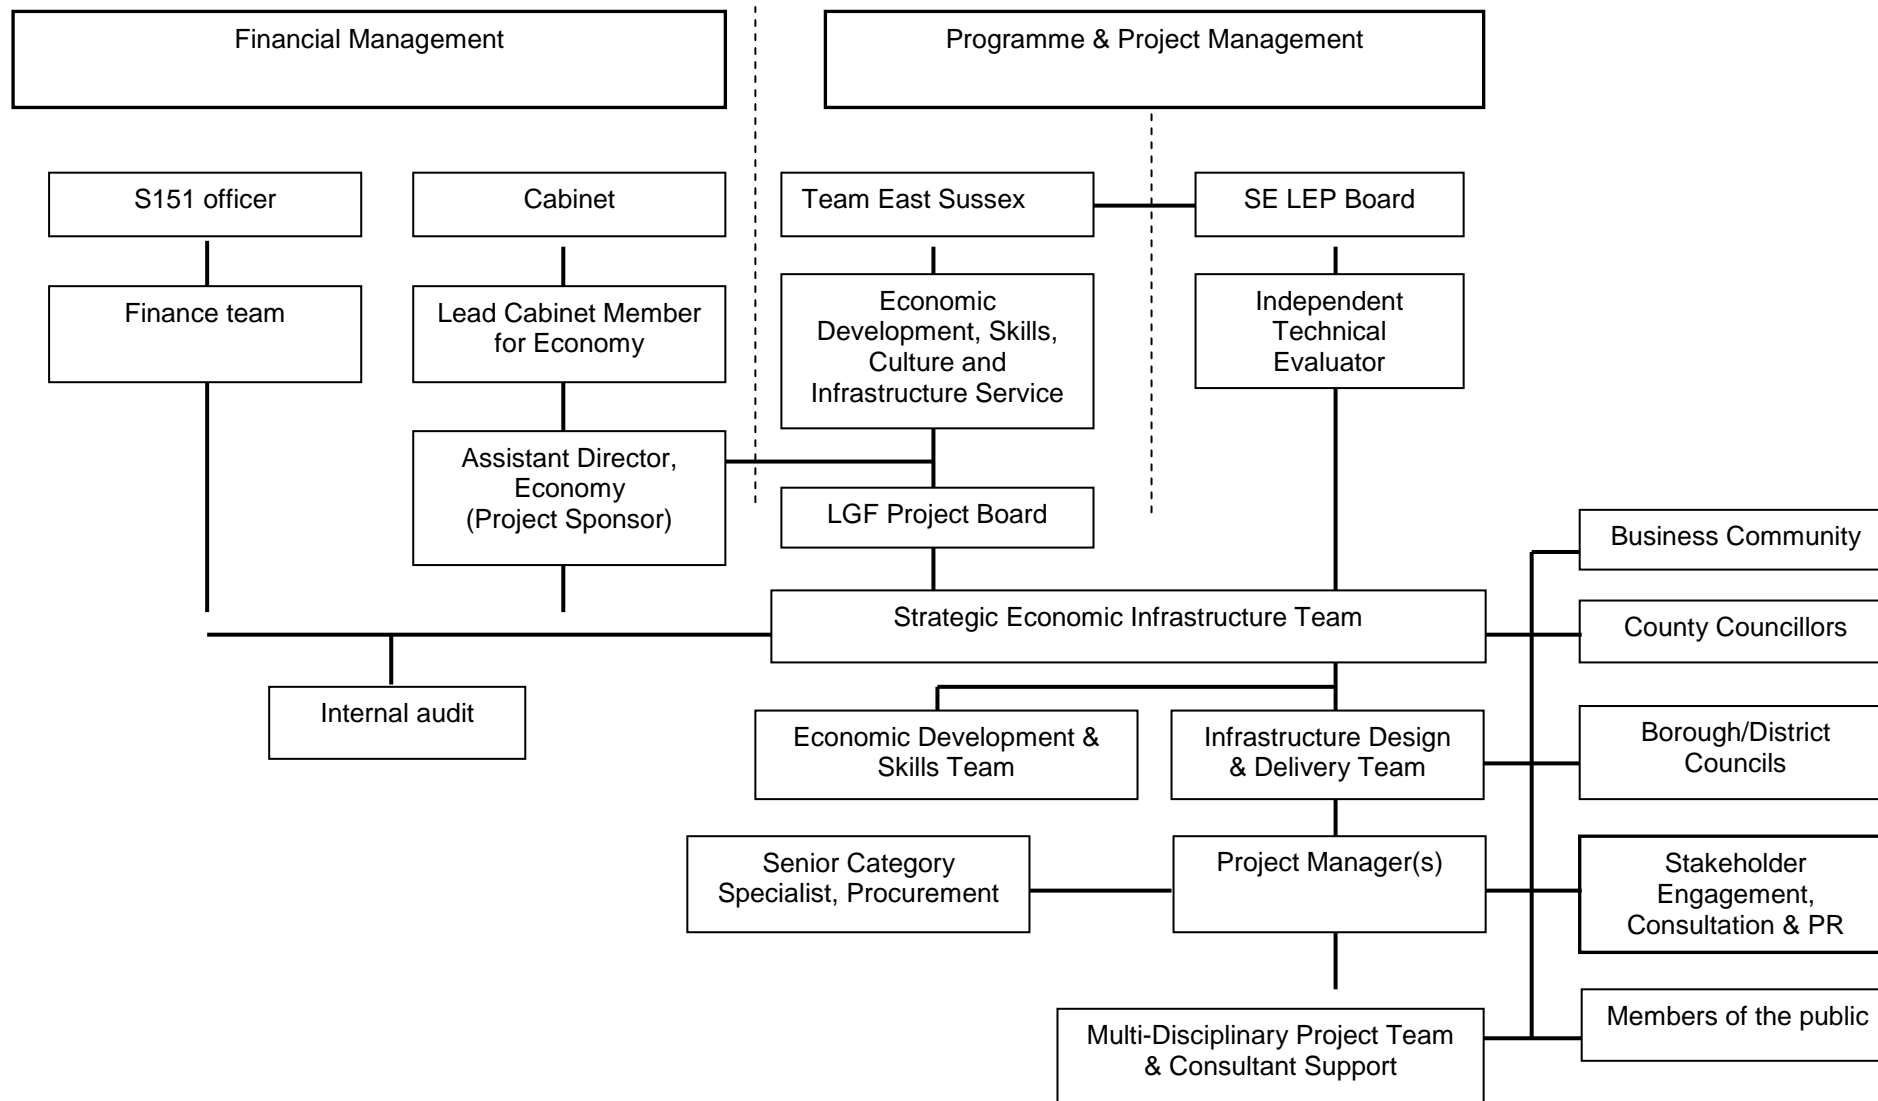 Financial Management
Programme & Project Management
S151 officer
Cabinet
Team East Sussex
SE LEP Board
Finance team
Lead Cabinet Member
for Economy
Economic
Development, Skills,
Culture and
Infrastructure Service
Independent
Technical
Evaluator
Assistant Director,
Economy
(Project Sponsor)
LGF Project Board
Business Community
Strategic Economic Infrastructure Team
County Councillors
Internal audit
Economic Development &
Skills Team
Infrastructure Design
& Delivery Team
Borough/District
Councils
Senior Category
Specialist, Procurement
Project Manager(s)
Stakeholder
Engagement,
Consultation & PR
Multi-Disciplinary Project Team
& Consultant Support
Members of the public